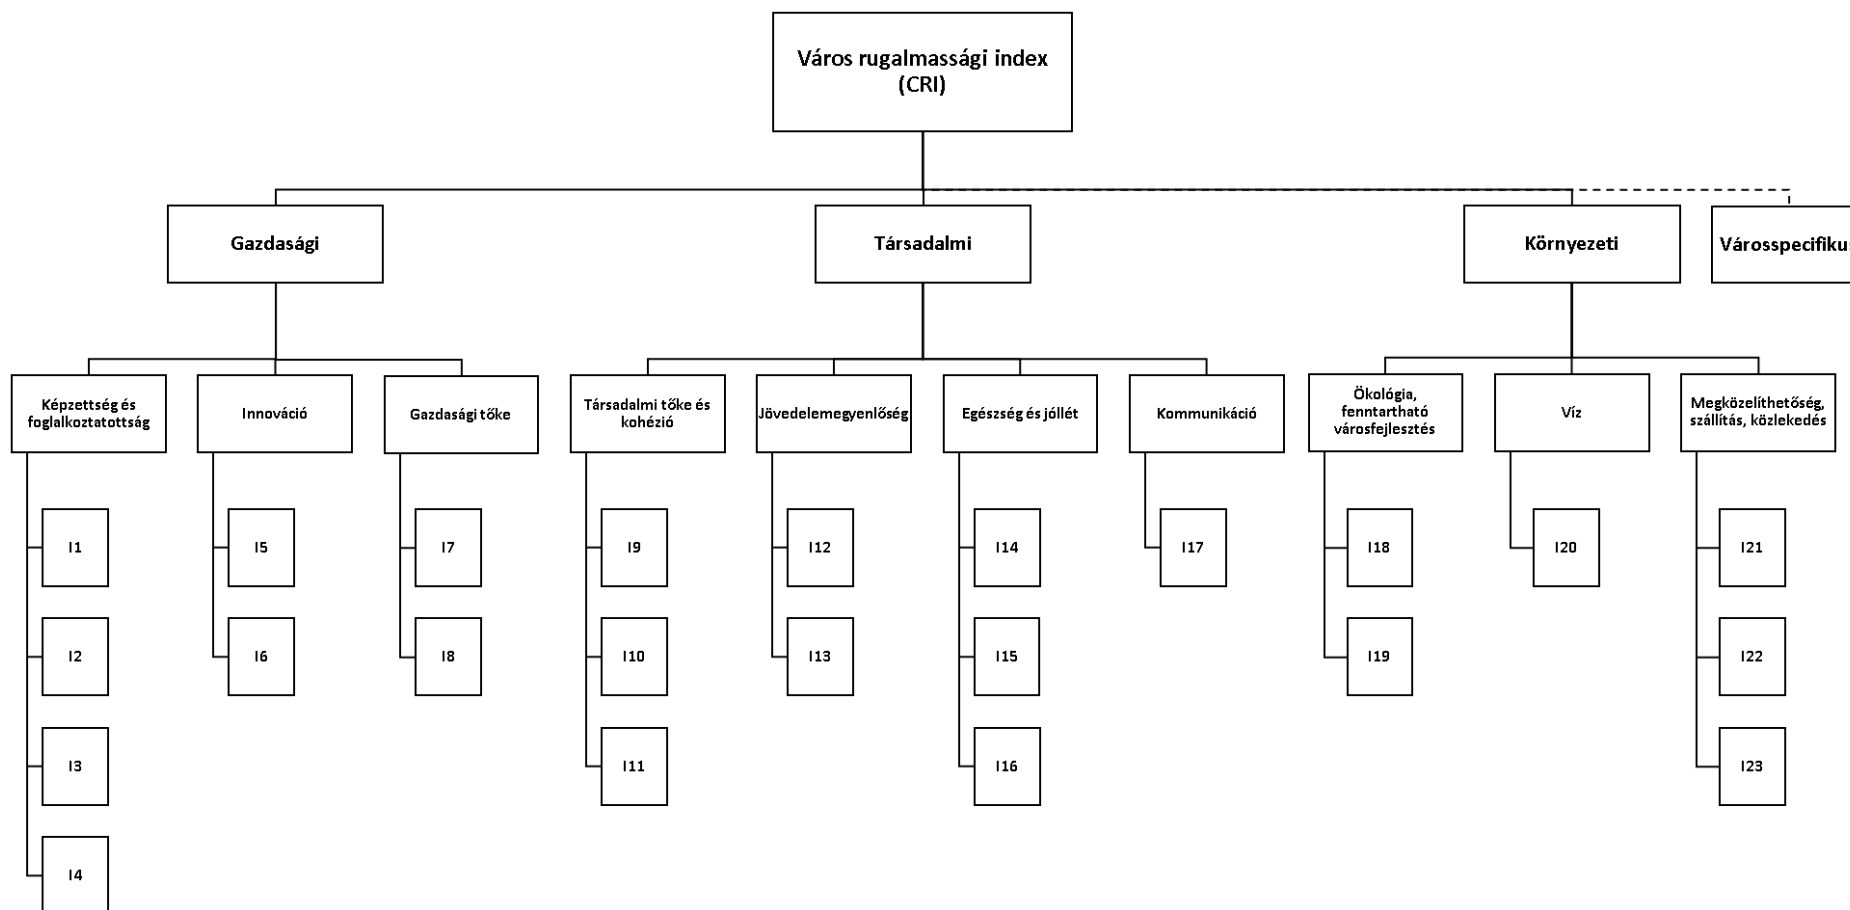 Város rugalmassági index
(CRI)
Gazdasági
Társadalmi
Környezeti
Városspecifikus
Képzettség és
foglalkoztatottság
Innováció
Gazdasági tőke
Társadalmi tőke és
kohézió
Jövedelemegyenlőség
Egészség és jóllét
Kommunikáció
Ökológia,
fenntartható
városfejlesztés
Víz
Megközelíthetőség,
szállítás, közlekedés
I1
I5
I7
I9
I12
I14
I17
I18
I20
I21
I2
I6
I8
I10
I13
I15
I19
I22
I3
I11
I16
I23
I4